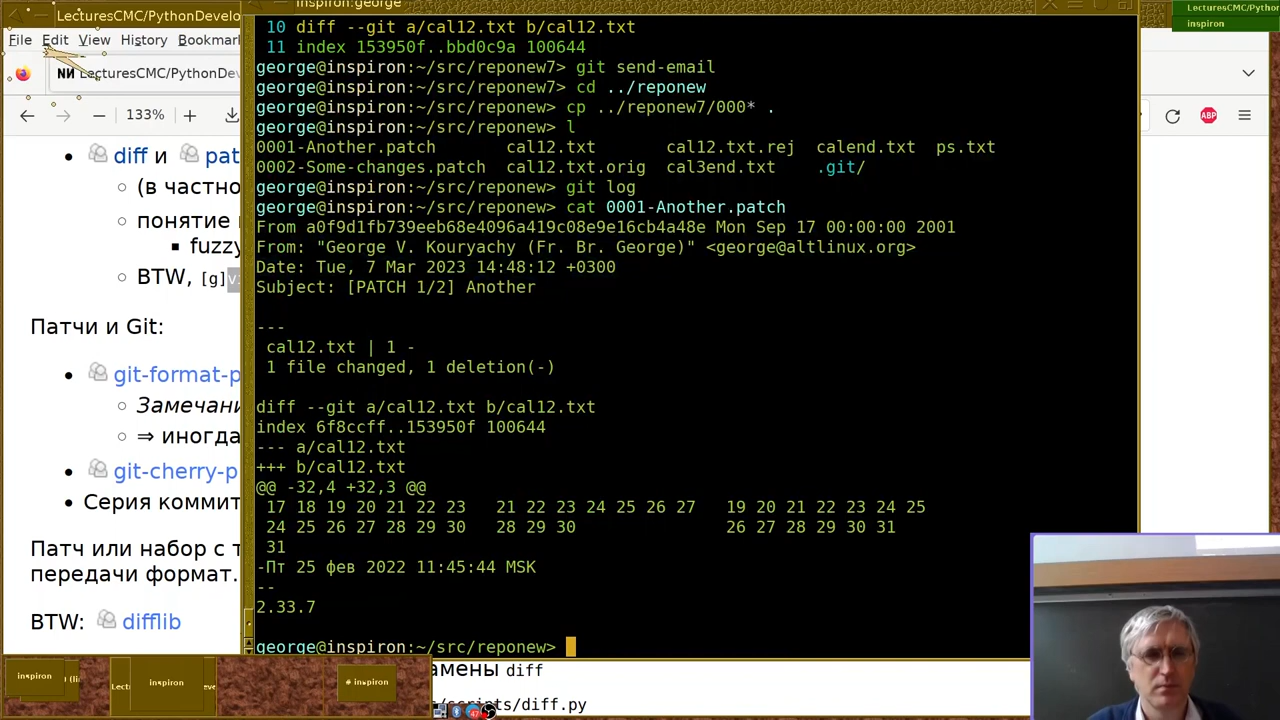 LecturesCMC/PythonDevelo
inspiron:george
LecturesCMC/Python
inspiron
File Edit View History Bookmark
LecturesCMC/PythonDev
133%
ABP
diff и pat
(в частно
понятие
fuzzy
BTW, [g]v
Патчи и Git:
git-format-p
Замечани
⇒ иногда
git-cherry-p
Серия коммит
Патч или набор с т
передачи формат.
BTW: difflib
10 diff --git a/cal12.txt b/cal12.txt
11 index 153950f..bbd0c9a 100644
george@inspiron:~/src/reponew7> git send-email
george@inspiron:~/src/reponew7> cd ../reponew
george@inspiron:~/src/reponew> cp ../reponew7/000* .
george@inspiron:~/src/reponew> l
0001-Another.patch cal12.txt cal12.txt.rej calend.txt ps.txt
0002-Some-changes.patch cal12.txt.orig cal3end.txt .git/
george@inspiron:~/src/reponew> git log
george@inspiron:~/src/reponew> cat 0001-Another.patch
From a0f9d1fb739eeb68e4096a419c08e9e16cb4a48e Mon Sep 17 00:00:00 2001
From: "George V. Kouryachy (Fr. Br. George)" <george@altlinux.org>
Date: Tue, 7 Mar 2023 14:48:12 +0300
Subject: [PATCH 1/2] Another
---
cal12.txt | 1 -
1 file changed, 1 deletion(-)
diff --git a/cal12.txt b/cal12.txt
index 6f8ccff..153950f 100644
--- a/cal12.txt
+++ b/cal12.txt
@@ -32,4 +32,3 @@
17 18 19 20 21 22 23 21 22 23 24 25 26 27 19 20 21 22 23 24 25
24 25 26 27 28 29 30 28 29 30 26 27 28 29 30 31
31
-Пт 25 фев 2022 11:45:44 MSK
--
2.33.7
george@inspiron:~/src/reponew>
амены diff
/scripts/diff.py
inspiron
inspiron
# inspiron